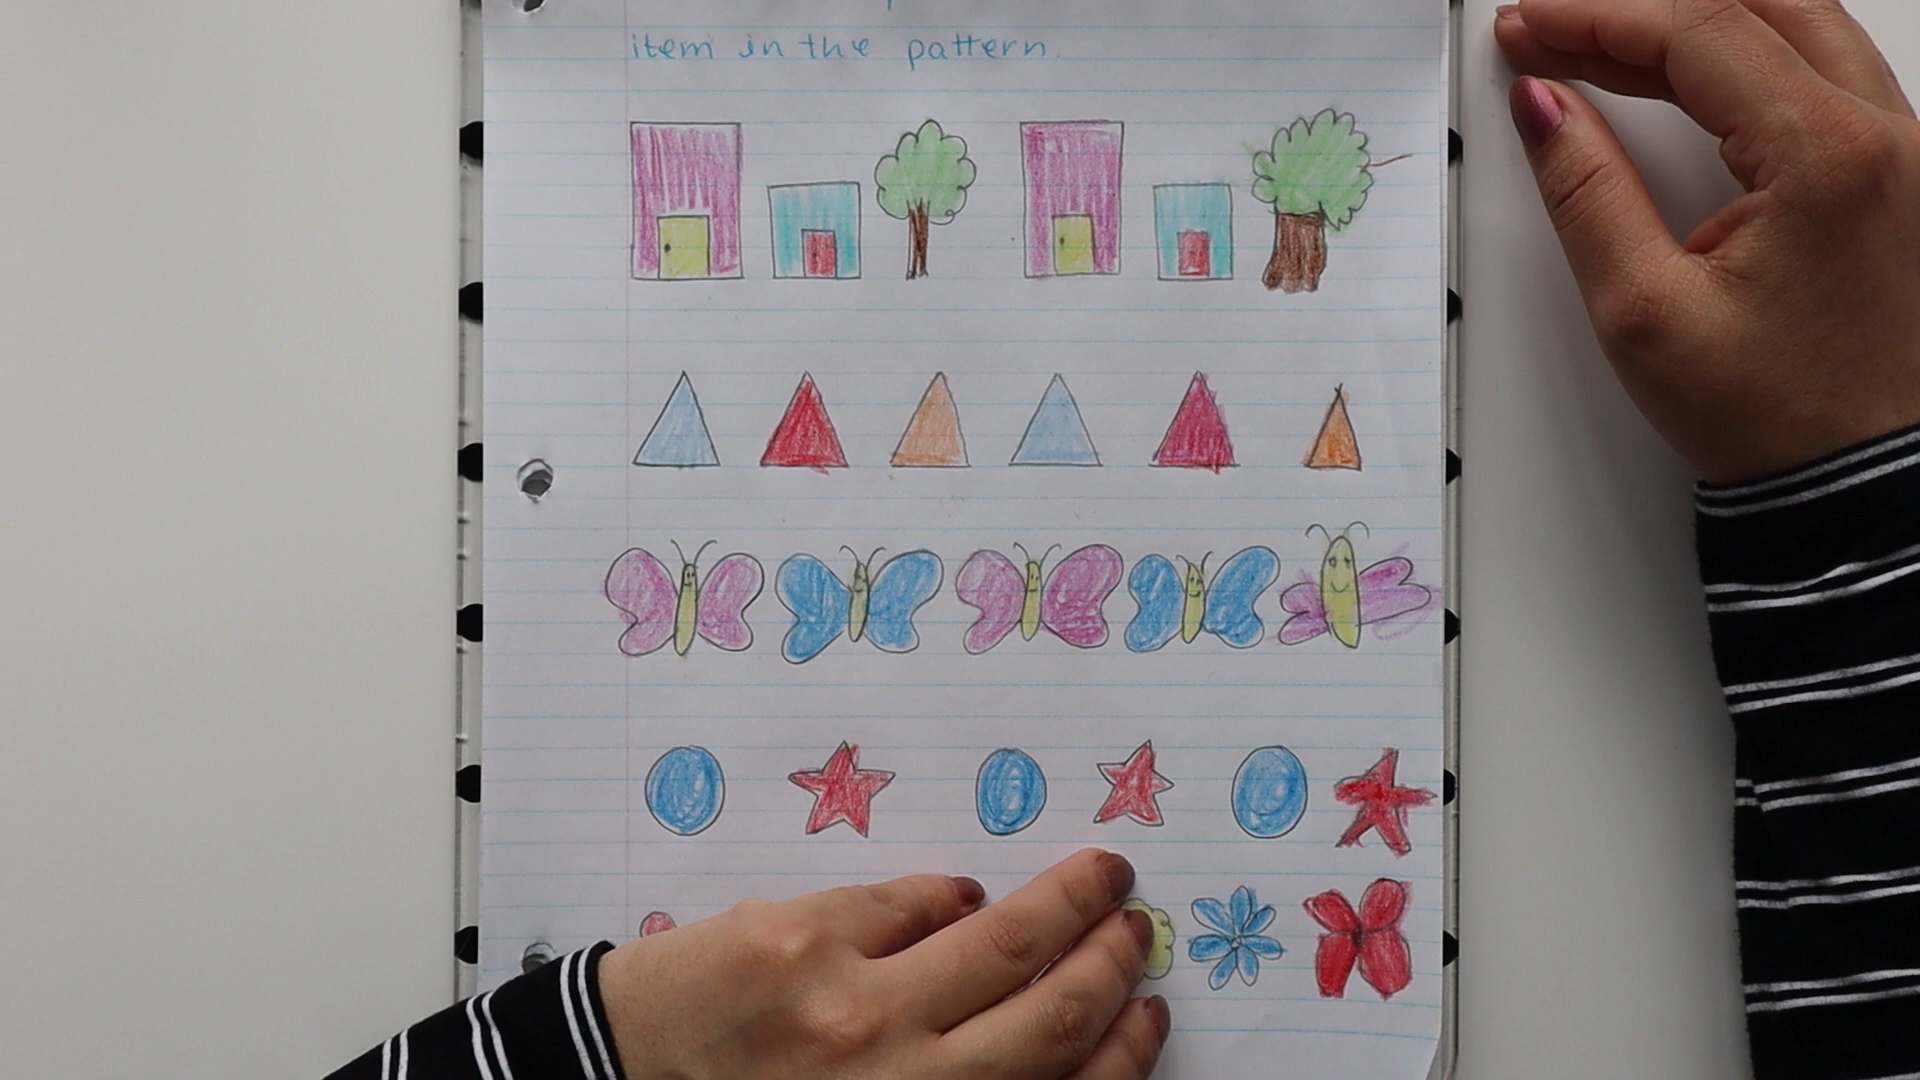 item in the pattern.